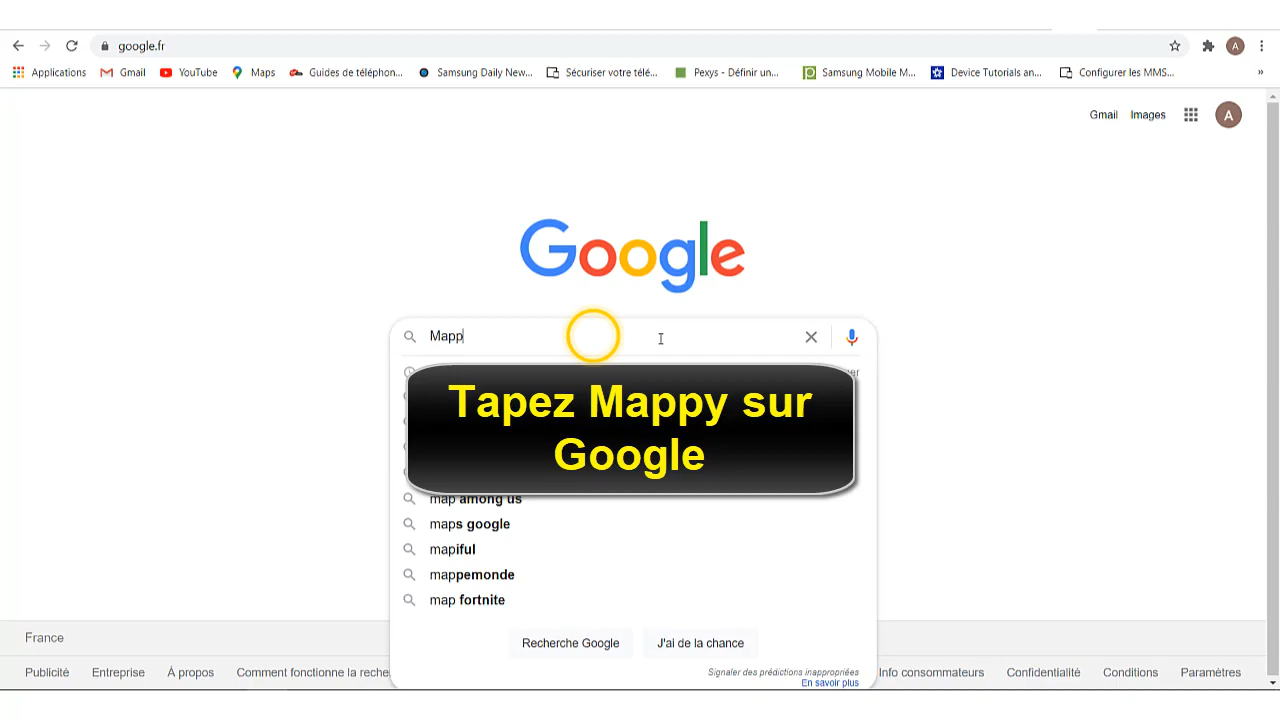 google.fr
A
Applications
Gmail
YouTube
Maps
Guides de téléphon...
Samsung Daily New...
Sécuriser votre télé...
Pexys - Définir un...
Samsung Mobile M...
Device Tutorials an...
Configurer les MMS...
»
Gmail
Images
A
Google
Mapp
Tapez Mappy sur
Google
map among us
maps google
mapiful
mappemonde
map fortnite
Recherche Google
J'ai de la chance
Signaler des prédictions inappropriées
En savoir plus
France
Publicité
Entreprise
À propos
Comment fonctionne la reche
Info consommateurs
Confidentialité
Conditions
Paramètres